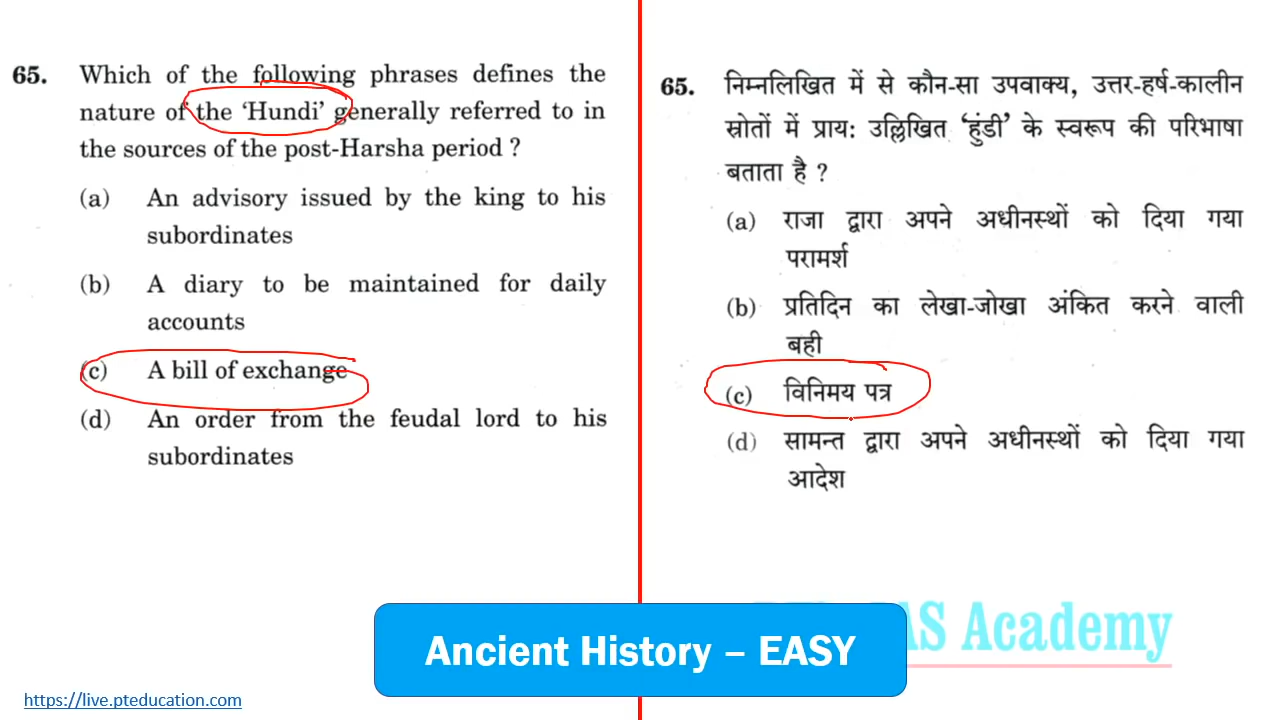 65. Which of the following phrases defines the
nature of the ‘Hundi’ generally referred to in
the sources of the post-Harsha period ?
(a) An advisory issued by the king to his
subordinates
(b) A diary to be maintained for daily
accounts
(c) A bill of exchange
(d) An order from the feudal lord to his
subordinates
65. निम्नलिखित में से कौन-सा उपवाक्य, उत्तर-हर्ष-कालीन
स्रोतों में प्राय: उल्लिखित ‘हुंडी’ के स्वरूप की परिभाषा
बताता है ?
(a) राजा द्वारा अपने अधीनस्थों को दिया गया
परामर्श
(b) प्रतिदिन का लेखा-जोखा अंकित करने वाली
बही
(c) विनिमय पत्र
(d) सामन्त द्वारा अपने अधीनस्थों को दिया गया
आदेश
AS Academy
Ancient History – EASY
https://live.pteducation.com